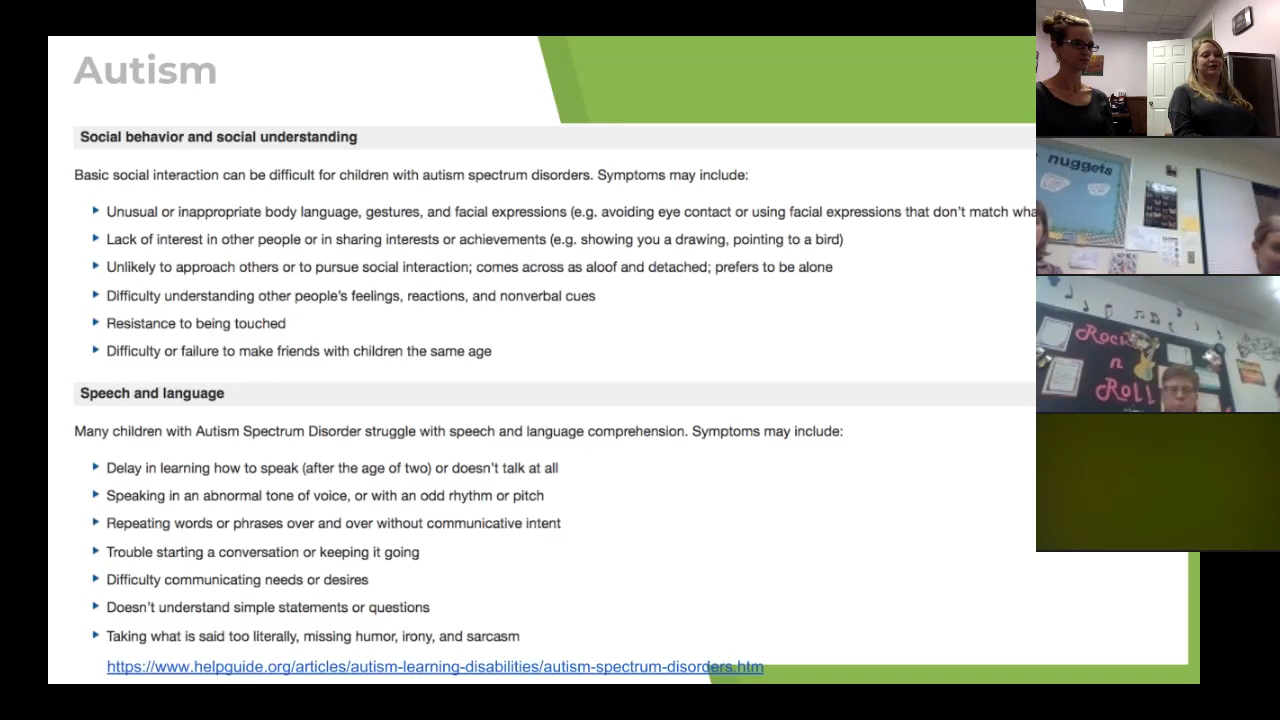 Autism
Social behavior and social understanding
Basic social interaction can be difficult for children with autism spectrum disorders. Symptoms may include:
Unusual or inappropriate body language, gestures, and facial expressions (e.g. avoiding eye contact or using facial expressions that don't match wha
Lack of interest in other people or in sharing interests or achievements (e.g. showing you a drawing, pointing to a bird)
Unlikely to approach others or to pursue social interaction; comes across as aloof and detached; prefers to be alone
Difficulty understanding other people's feelings, reactions, and nonverbal cues
Resistance to being touched
Difficulty or failure to make friends with children the same age
Speech and language
Many children with Autism Spectrum Disorder struggle with speech and language comprehension. Symptoms may include:
Delay in learning how to speak (after the age of two) or doesn't talk at all
Speaking in an abnormal tone of voice, or with an odd rhythm or pitch
Repeating words or phrases over and over without communicative intent
Trouble starting a conversation or keeping it going
Difficulty communicating needs or desires
Doesn't understand simple statements or questions
Taking what is said too literally, missing humor, irony, and sarcasm
https://www.helpguide.org/articles/autism-learning-disabilities/autism-spectrum-disorders.htm
nuggets
Rock
n
Roll